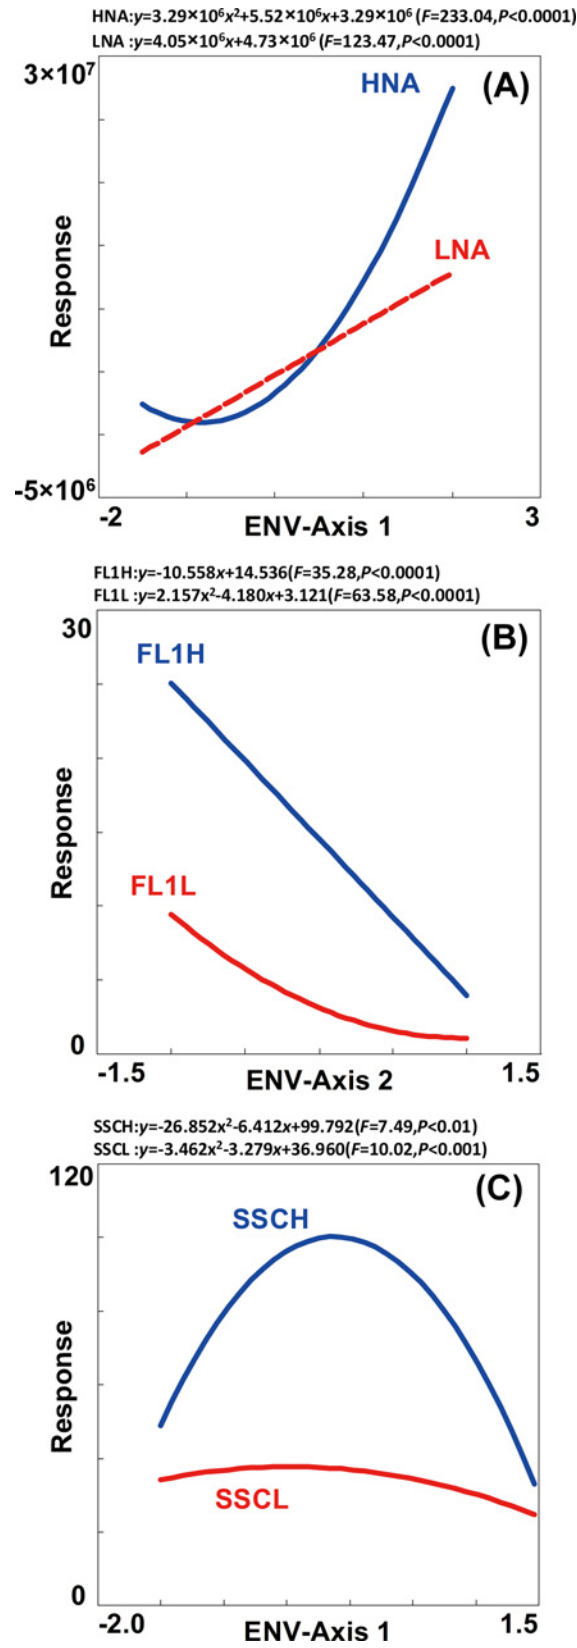 HNA:y=3.29×10⁶x²+5.52×10⁶x+3.29×10⁶ (F=233.04,P<0.0001)
LNA :y=4.05×10⁶x+4.73×10⁶ (F=123.47,P<0.0001)
3×10⁷
HNA
(A)
LNA
Response
-5×10⁶
-2
ENV-Axis 1
3
FL1H:y=-10.558x+14.536(F=35.28,P<0.0001)
FL1L :y=2.157x²-4.180x+3.121(F=63.58,P<0.0001)
30
FL1H
(B)
Response
FL1L
0
-1.5
ENV-Axis 2
1.5
SSCH:y=-26.852x²-6.412x+99.792(F=7.49,P<0.01)
SSCL :y=-3.462x²-3.279x+36.960(F=10.02,P<0.001)
120
(C)
SSCH
Response
SSCL
0
-2.0
ENV-Axis 1
1.5